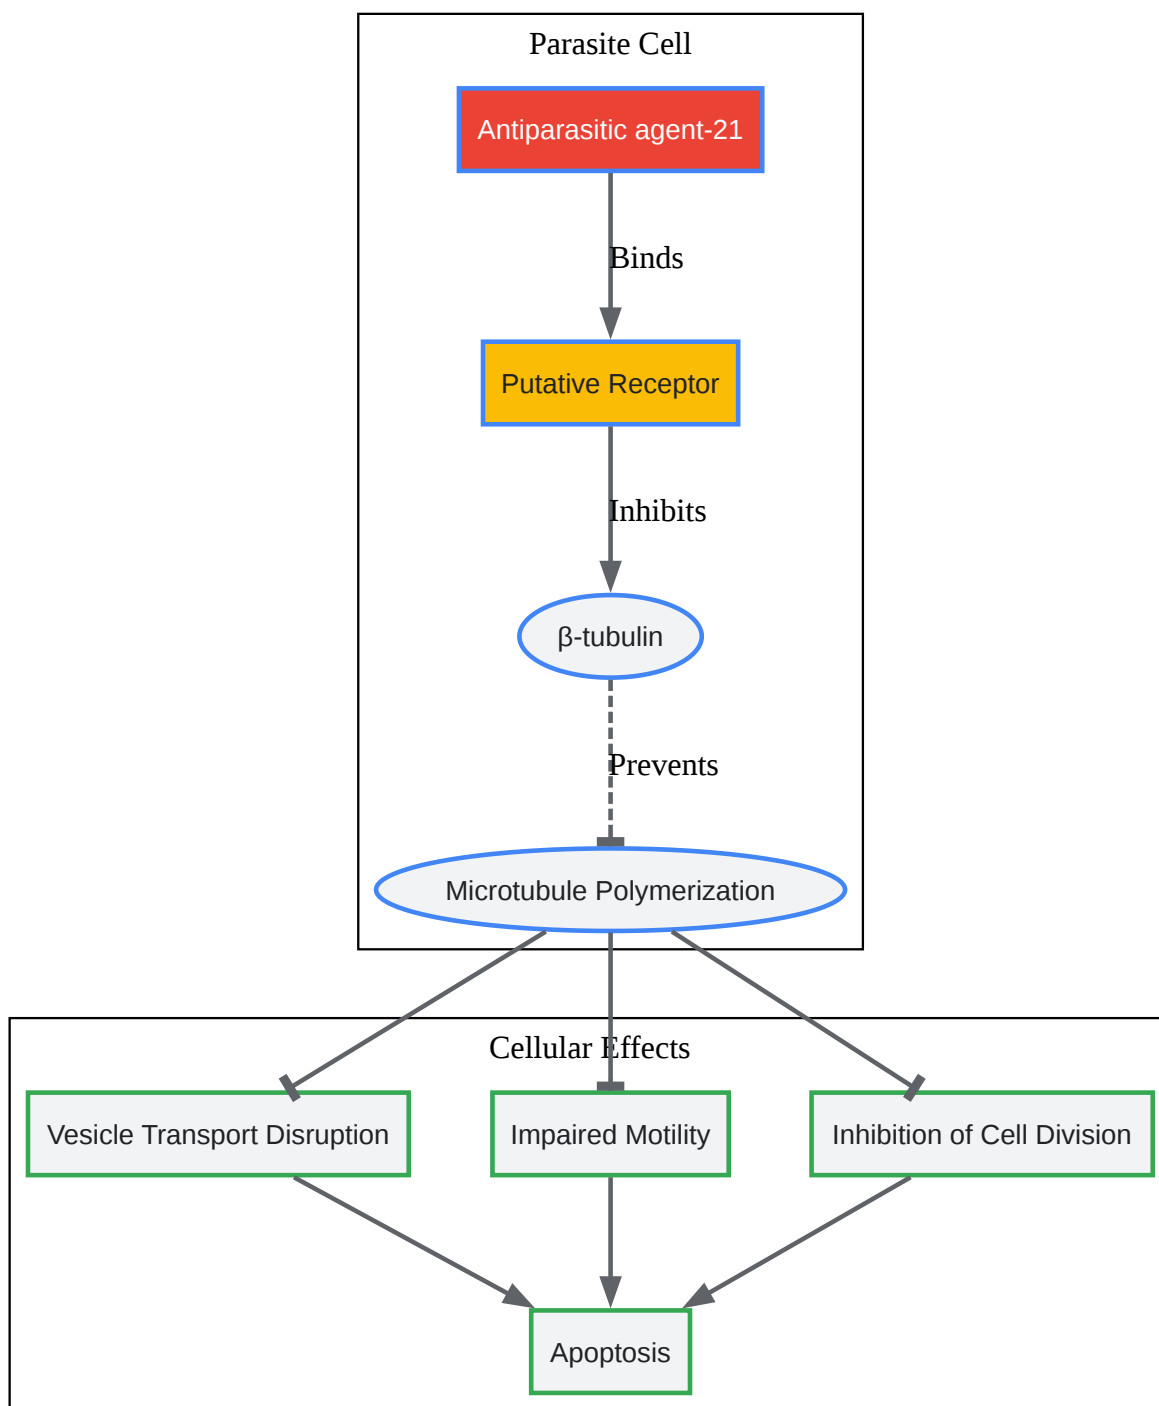 Parasite Cell
Antiparasitic agent-21
Binds
Putative Receptor
Inhibits
β-tubulin
Prevents
Microtubule Polymerization
Cellular Effects
Vesicle Transport Disruption
Impaired Motility
Inhibition of Cell Division
Apoptosis